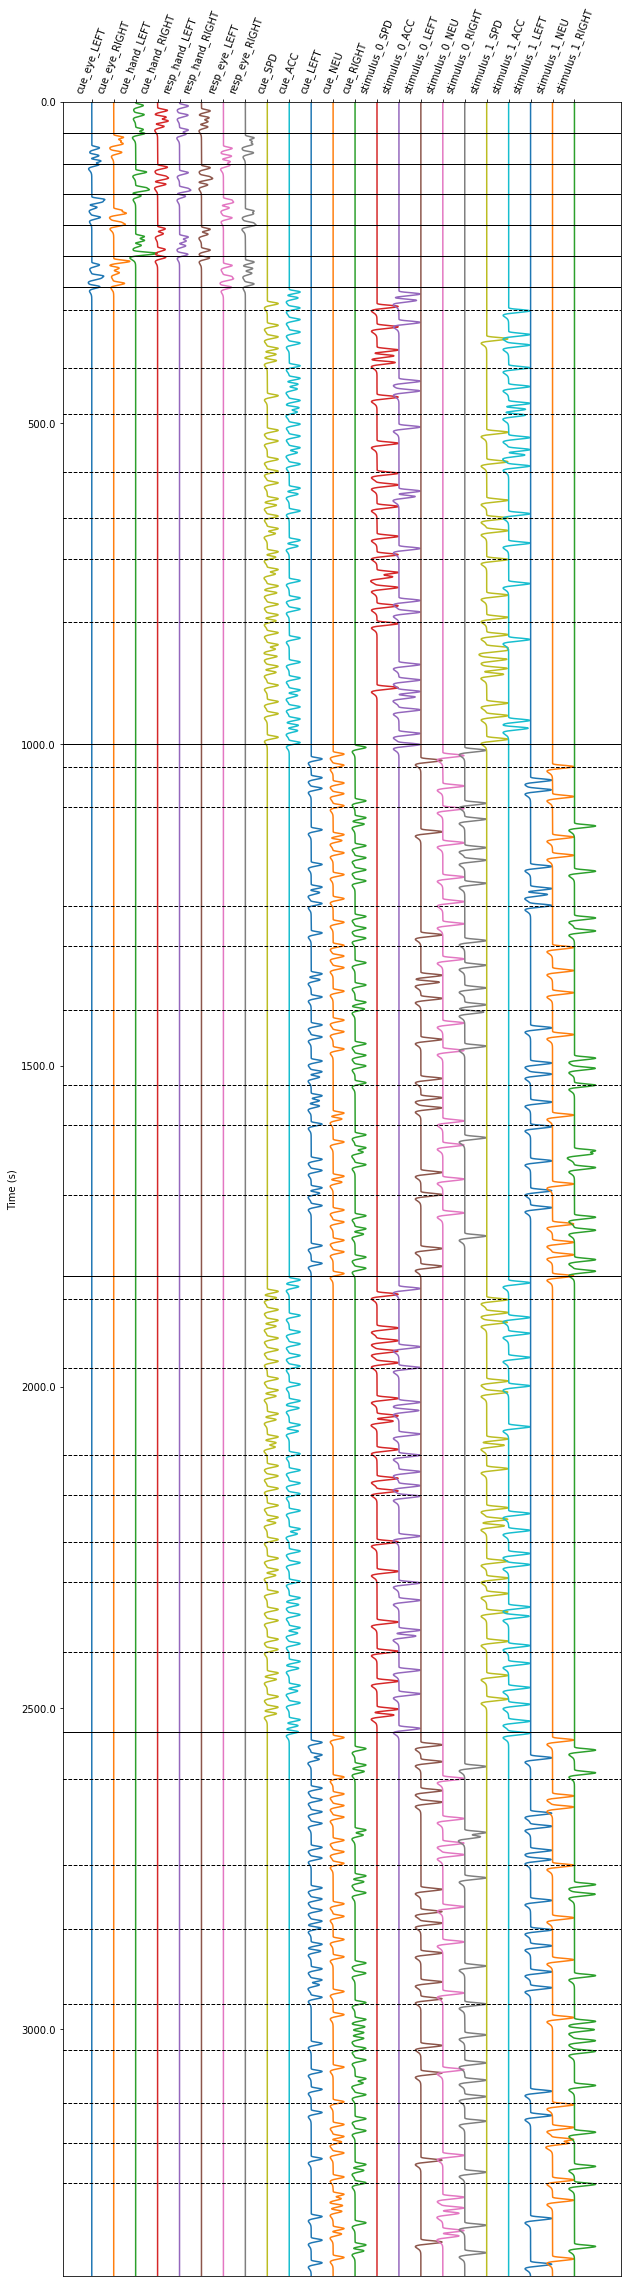 cue_eye_LEFT
cue_eye_RIGHT
cue_hand_LEFT
cue_hand_RIGHT
resp_hand_LEFT
resp_hand_RIGHT
resp_eye_LEFT
resp_eye_RIGHT
cue_SPD
cue_ACC
cue_LEFT
cue_NEU
cue_RIGHT
stimulus_0_SPD
stimulus_0_ACC
stimulus_0_LEFT
stimulus_0_NEU
stimulus_0_RIGHT
stimulus_1_SPD
stimulus_1_ACC
stimulus_1_LEFT
stimulus_1_NEU
stimulus_1_RIGHT
0.0
500.0
1000.0
1500.0
Time (s)
2000.0
2500.0
3000.0